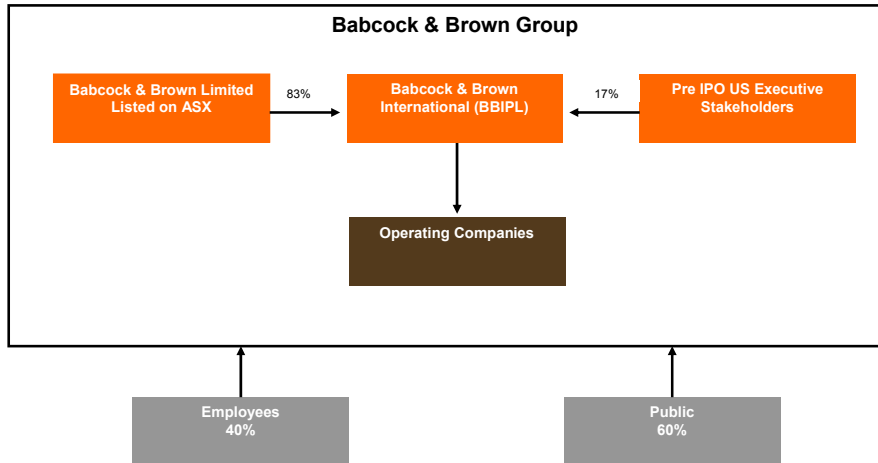 Babcock & Brown Group
Babcock & Brown Limited
Listed on ASX
83%
Babcock & Brown
International (BBIPL)
17%
Pre IPO US Executive
Stakeholders
Operating Companies
Employees
40%
Public
60%